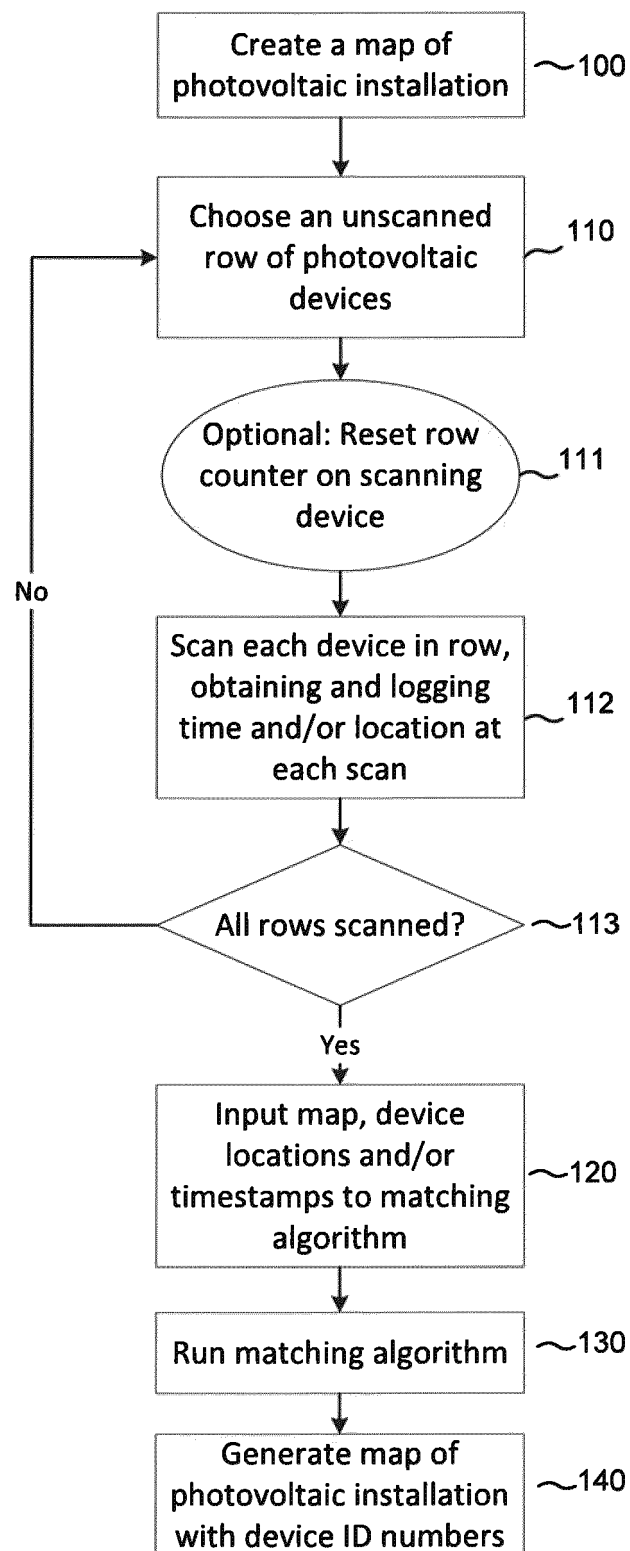 Create a map of
photovoltaic installation
100
Choose an unscanned
row of photovoltaic
devices
110
Optional: Reset row
counter on scanning
device
111
No
Scan each device in row,
obtaining and logging
time and/or location at
each scan
112
All rows scanned?
113
Yes
Input map, device
locations and/or
timestamps to matching
algorithm
120
Run matching algorithm
130
Generate map of
photovoltaic installation
with device ID numbers
140